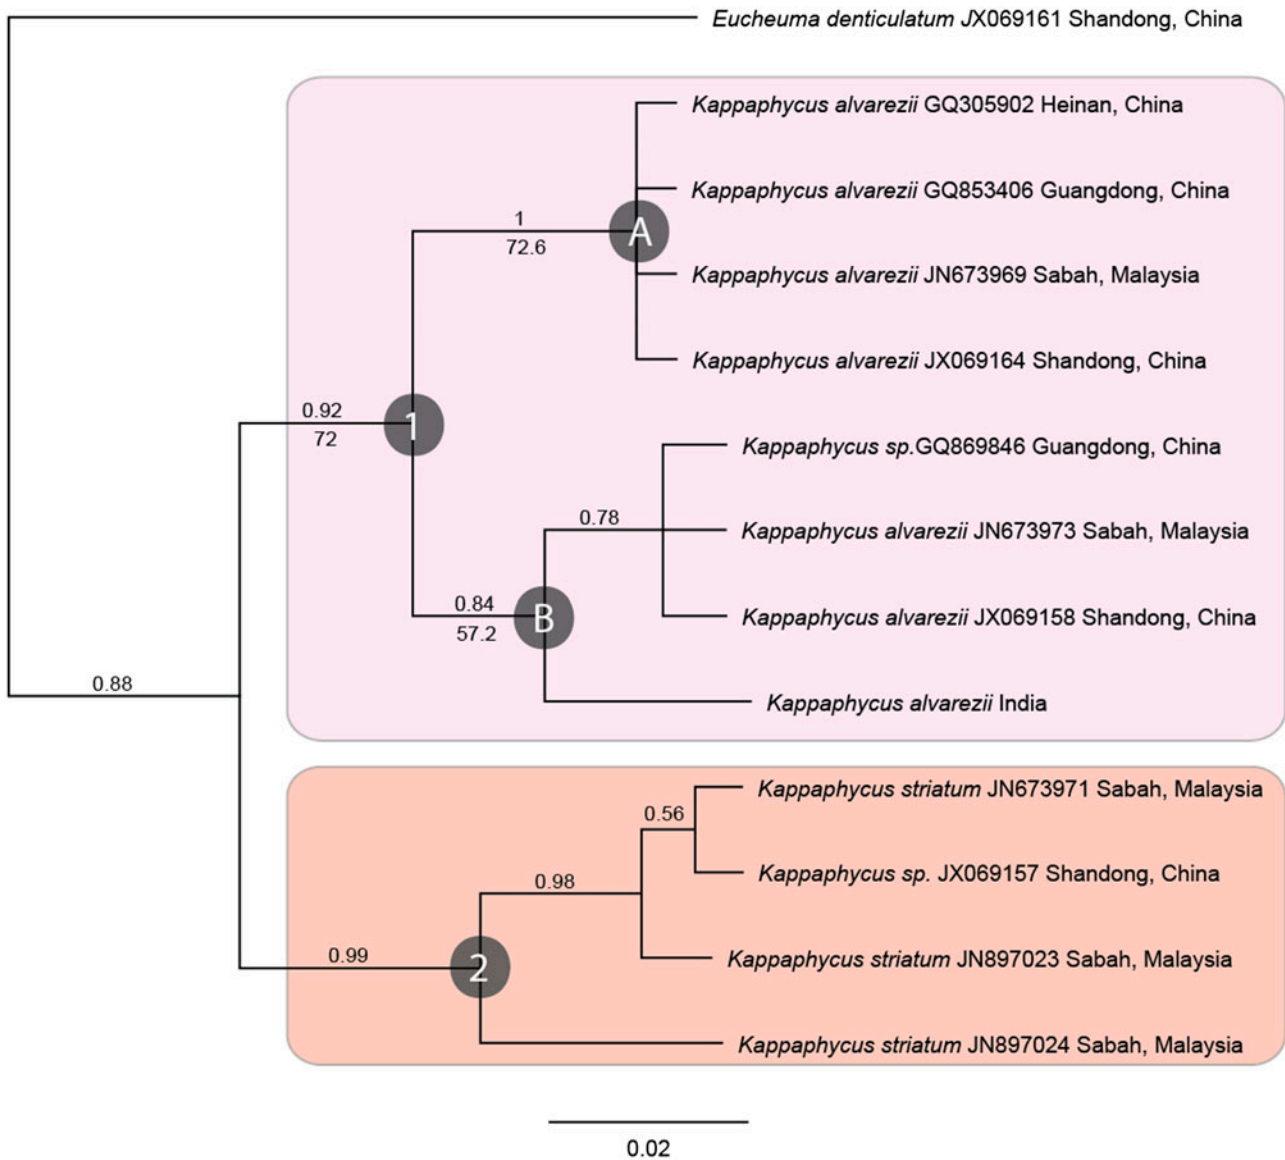 Eucheuma denticulatum JX069161 Shandong, China
Kappaphycus alvarezii GQ305902 Heinan, China
Kappaphycus alvarezii GQ853406 Guangdong, China
1
72.6
A
Kappaphycus alvarezii JN673969 Sabah, Malaysia
Kappaphycus alvarezii JX069164 Shandong, China
0.92
72
1
Kappaphycus sp.GQ869846 Guangdong, China
0.78
Kappaphycus alvarezii JN673973 Sabah, Malaysia
0.84
57.2
B
Kappaphycus alvarezii JX069158 Shandong, China
0.88
Kappaphycus alvarezii India
Kappaphycus striatum JN673971 Sabah, Malaysia
0.56
Kappaphycus sp. JX069157 Shandong, China
0.98
0.99
2
Kappaphycus striatum JN897023 Sabah, Malaysia
Kappaphycus striatum JN897024 Sabah, Malaysia
0.02